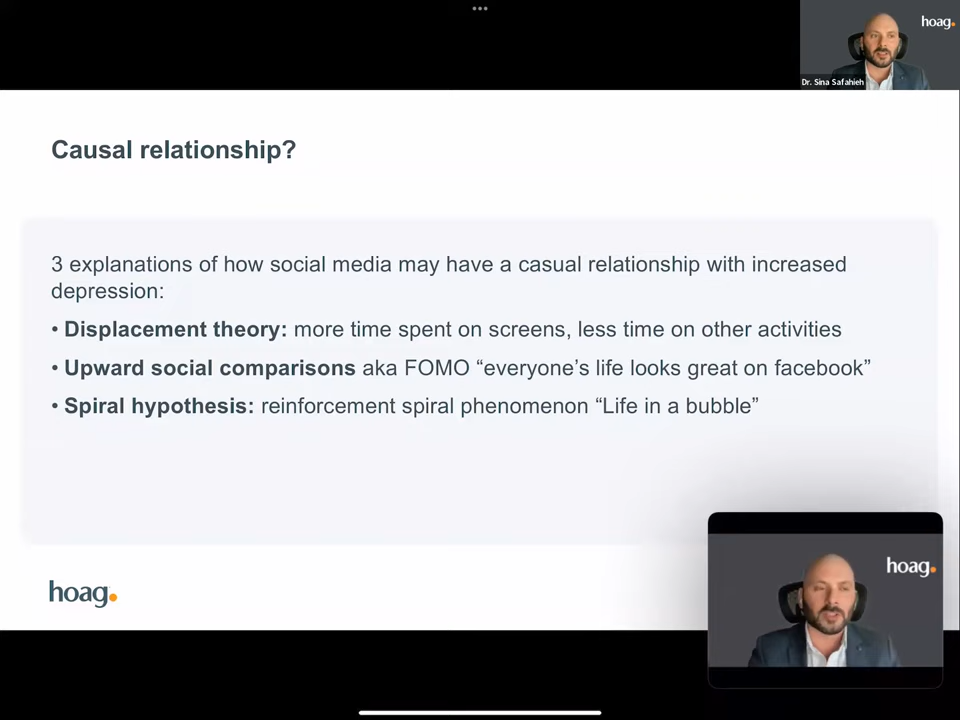 hoag.
Dr. Sina Safahieh
Causal relationship?
3 explanations of how social media may have a casual relationship with increased
depression:
• Displacement theory: more time spent on screens, less time on other activities
• Upward social comparisons aka FOMO “everyone’s life looks great on facebook”
• Spiral hypothesis: reinforcement spiral phenomenon “Life in a bubble”
hoag.
hoag.